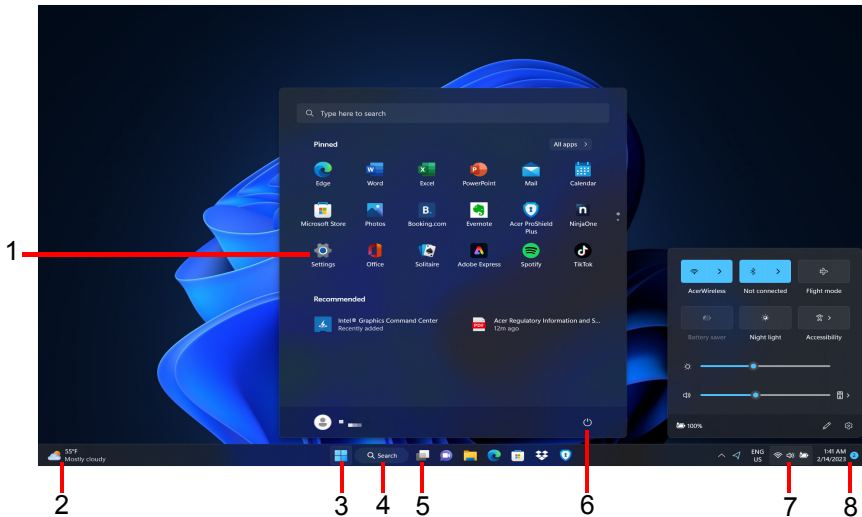 Type here to search
Pinned
All apps >
Edge
Word
Excel
PowerPoint
Mail
Calendar
Microsoft Store
Photos
B.
Booking.com
Evernote
Acer ProShield Plus
n
NinjaOne
1
Settings
Office
Solitaire
Adobe Express
Spotify
TikTok
AcerWireless
Not connected
Flight mode
Recommended
Intel® Graphics Command Center
Recently added
PDF
Acer Regulatory Information and S...
12m ago
Battery saver
Night light
Accessibility
100%
55°F
Mostly cloudy
Search
ENG
US
1:41 AM
2/14/2023
2
3
4
5
6
7
8